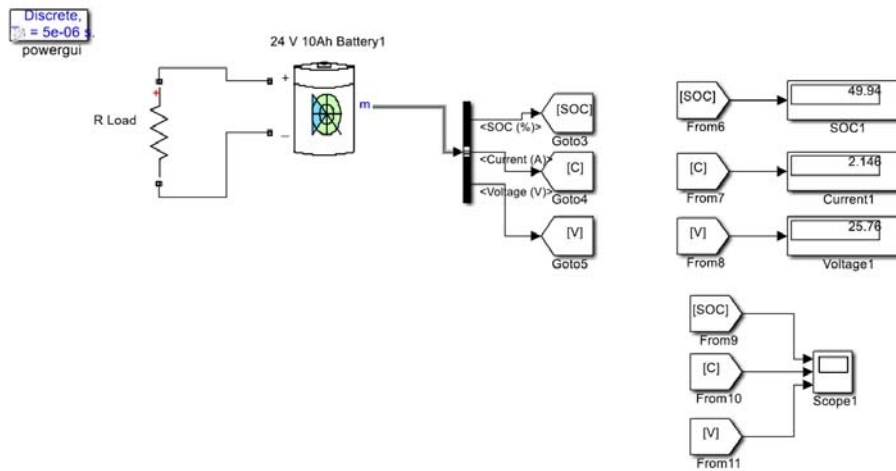 Discrete,
= 5e-06 s.
powergui
24 V 10Ah Battery1
+
m
−
+
R Load
<SOC (%)>
<Current (A)>
<Voltage (V)>
[SOC]
Goto3
[C]
Goto4
[V]
Goto5
[SOC]
From6
49.94
SOC1
[C]
From7
2.146
Current1
[V]
From8
25.76
Voltage1
[SOC]
From9
[C]
From10
[V]
From11
Scope1